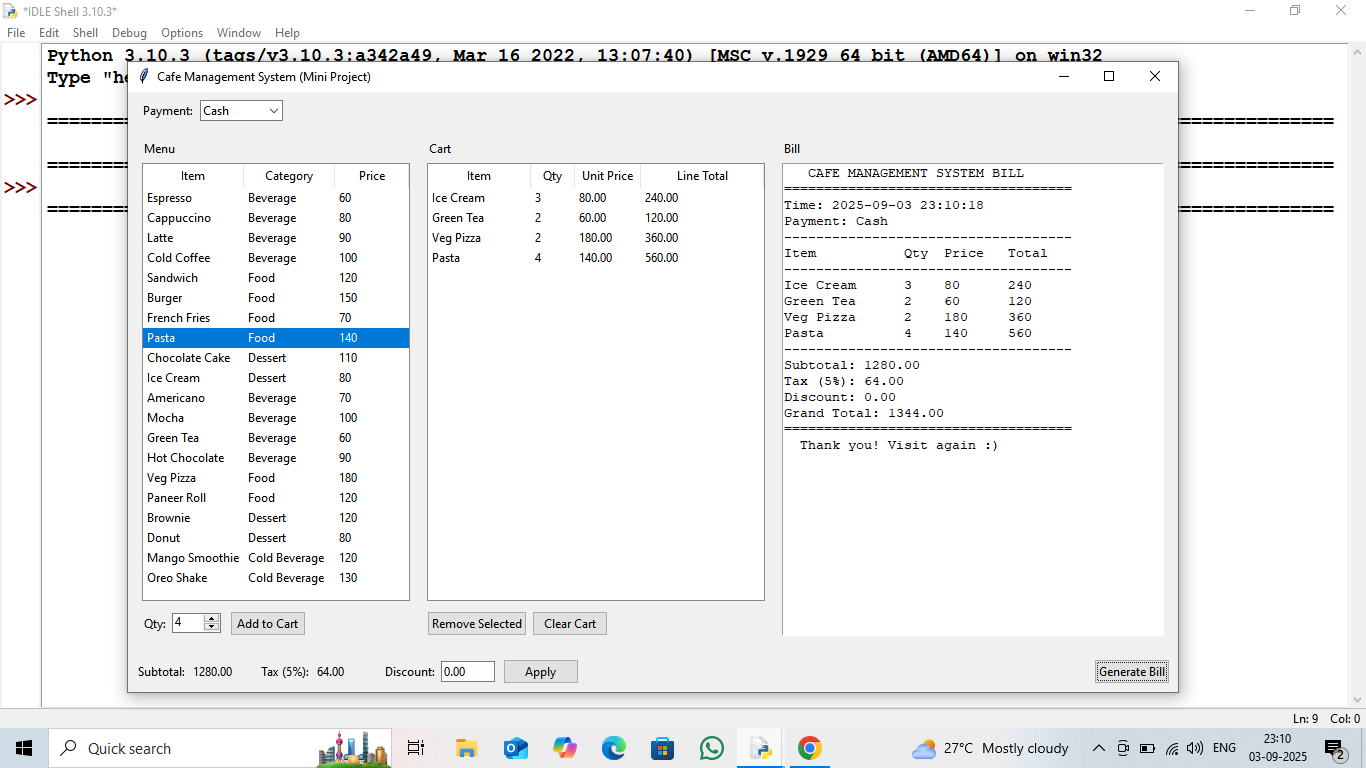 *IDLE Shell 3.10.3*
File Edit Shell Debug Options Window Help
Python 3.10.3 (tags/v3.10.3:a342a49, Mar 16 2022, 13:07:40) [MSC v.1929 64 bit (AMD64)] on win32
Type "he
>>>
>>>
Cafe Management System (Mini Project)
Payment: Cash
Menu
Item Category Price
Espresso Beverage 60
Cappuccino Beverage 80
Latte Beverage 90
Cold Coffee Beverage 100
Sandwich Food 120
Burger Food 150
French Fries Food 70
Pasta Food 140
Chocolate Cake Dessert 110
Ice Cream Dessert 80
Americano Beverage 70
Mocha Beverage 100
Green Tea Beverage 60
Hot Chocolate Beverage 90
Veg Pizza Food 180
Paneer Roll Food 120
Brownie Dessert 120
Donut Dessert 80
Mango Smoothie Cold Beverage 120
Oreo Shake Cold Beverage 130
Qty: 4 Add to Cart
Cart
Item Qty Unit Price Line Total
Ice Cream 3 80.00 240.00
Green Tea 2 60.00 120.00
Veg Pizza 2 180.00 360.00
Pasta 4 140.00 560.00
Remove Selected Clear Cart
Bill
CAFE MANAGEMENT SYSTEM BILL
====================================
Time: 2025-09-03 23:10:18
Payment: Cash
------------------------------------
Item Qty Price Total
------------------------------------
Ice Cream 3 80 240
Green Tea 2 60 120
Veg Pizza 2 180 360
Pasta 4 140 560
------------------------------------
Subtotal: 1280.00
Tax (5%): 64.00
Discount: 0.00
Grand Total: 1344.00
====================================
Thank you! Visit again :)
Subtotal: 1280.00 Tax (5%): 64.00 Discount: 0.00 Apply Generate Bill
Ln: 9 Col: 0
Quick search
27°C Mostly cloudy
ENG
23:10
03-09-2025
2